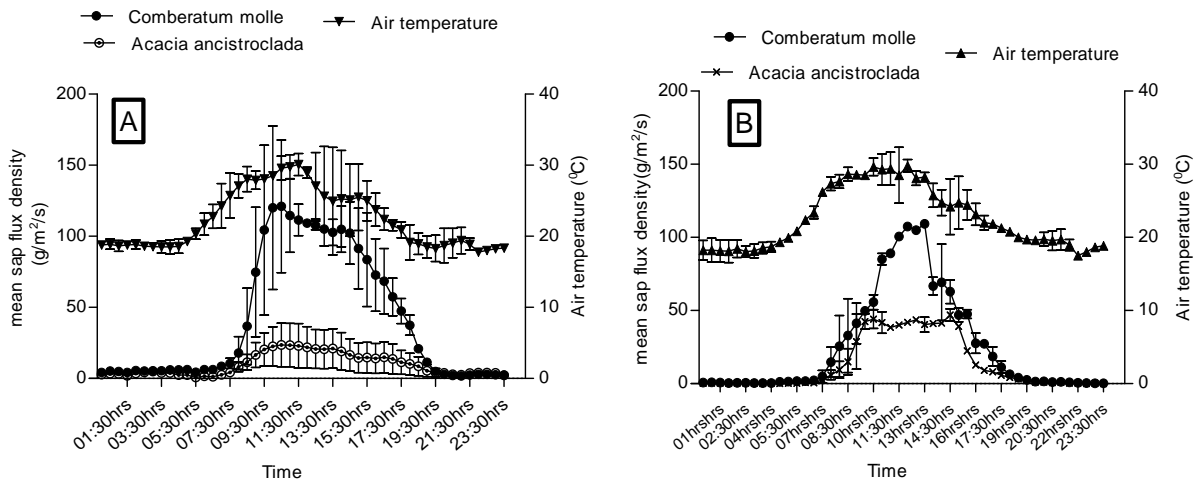 Comberatum molle
Acacia ancistroclada
Air temperature
A
mean sap flux density
(g/m²/s)
200
150
100
50
0
40
30
20
10
0
Air temperature (⁰C)
01:30hrs
03:30hrs
05:30hrs
07:30hrs
09:30hrs
11:30hrs
13:30hrs
15:30hrs
17:30hrs
19:30hrs
21:30hrs
23:30hrs
Time
Comberatum molle
Acacia ancistroclada
Air temperature
B
mean sap flux density(g/m²/s)
200
150
100
50
0
40
30
20
10
0
Air temperature (⁰C)
01hrshrs
02:30hrs
04hrshrs
05:30hrs
07hrshrs
08:30hrs
10hrshrs
11:30hrs
13hrshrs
14:30hrs
16hrshrs
17:30hrs
19hrshrs
20:30hrs
22hrshrs
23:30hrs
Time